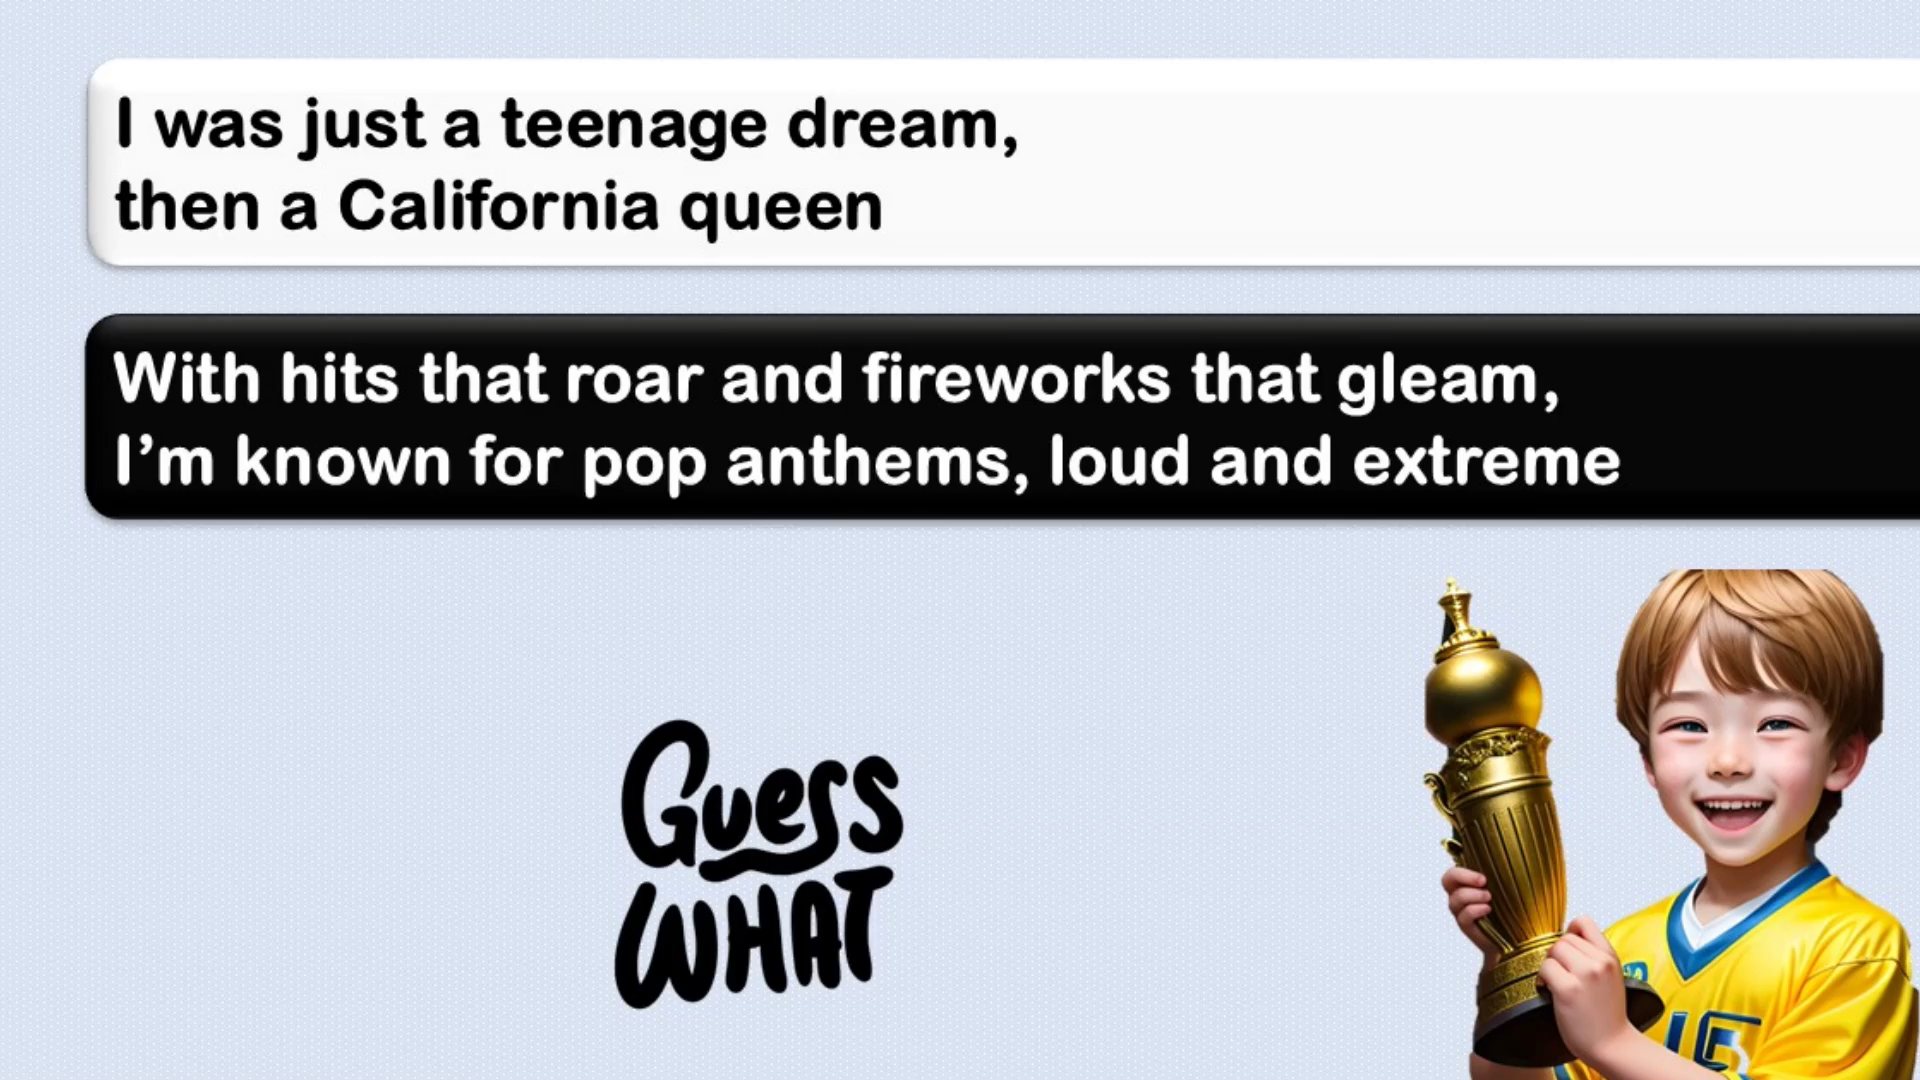 I was just a teenage dream,
then a California queen
With hits that roar and fireworks that gleam,
I’m known for pop anthems, loud and extreme
Guess
WHAT
15